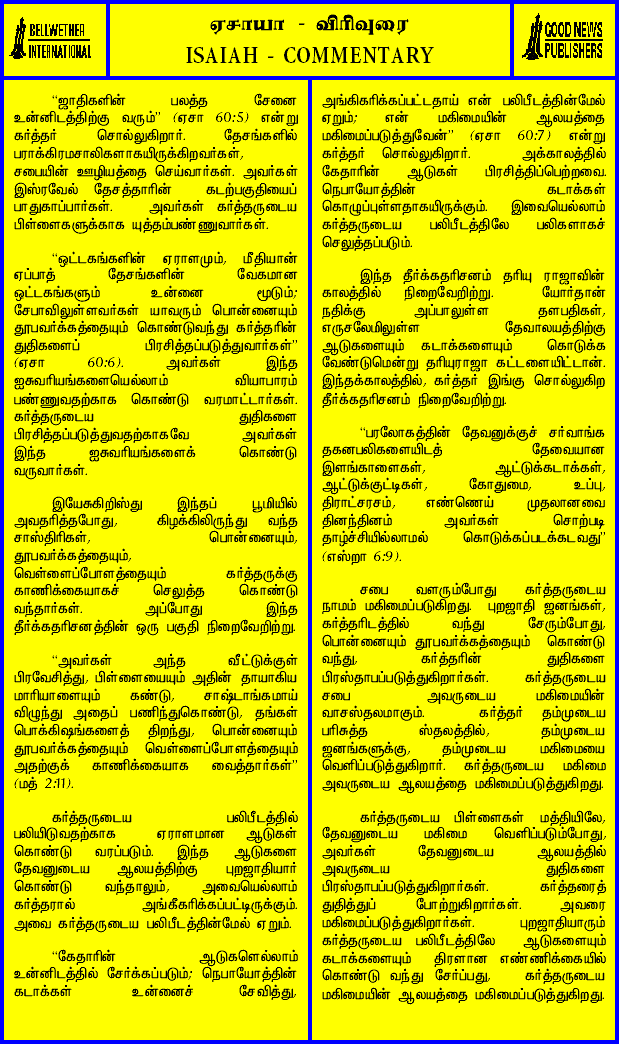 BELLWETHER
INTERNATIONAL
ஏசாயா - விரிவுரை
ISAIAH - COMMENTARY
GOOD NEWS
PUBLISHERS
"ஜாதிகளின் பலத்த சேனை
உன்னிடத்திற்கு வரும்" (ஏசா 60:5) என்று
கர்த்தர் சொல்லுகிறார். தேசங்களில்
பராக்கிரமசாலிகளாகயிருக்கிறவர்கள்,
சபையின் ஊழியத்தை செய்வார்கள். அவர்கள்
இஸ்ரவேல் தேசத்தாரின் கடற்பகுதியைப்
பாதுகாப்பார்கள். அவர்கள் கர்த்தருடைய
பிள்ளைகளுக்காக யுத்தம்பண்ணுவார்கள்.
"ஒட்டகங்களின் ஏராளமும், மீதியான்
ஏப்பாத் தேசங்களின் வேகமான
ஒட்டகங்களும் உன்னை மூடும்;
சேபாவிலுள்ளவர்கள் யாவரும் பொன்னையும்
தூபவர்க்கத்தையும் கொண்டுவந்து கர்த்தரின்
துதிகளைப் பிரசித்தப்படுத்துவார்கள்"
(ஏசா 60:6). அவர்கள் இந்த
ஐசுவரியங்களையெல்லாம் வியாபாரம்
பண்ணுவதற்காக கொண்டு வரமாட்டார்கள்.
கர்த்தருடைய துதிகளை
பிரசித்தப்படுத்துவதற்காகவே அவர்கள்
இந்த ஐசுவரியங்களைக் கொண்டு
வருவார்கள்.
இயேசுகிறிஸ்து இந்தப் பூமியில்
அவதரித்தபோது, கிழக்கிலிருந்து வந்த
சாஸ்திரிகள், பொன்னையும்,
தூபவர்க்கத்தையும்,
வெள்ளைப்போளத்தையும் கர்த்தருக்கு
காணிக்கையாகச் செலுத்த கொண்டு
வந்தார்கள். அப்போது இந்த
தீர்க்கதரிசனத்தின் ஒரு பகுதி நிறைவேறிற்று.
"அவர்கள் அந்த வீட்டுக்குள்
பிரவேசித்து, பிள்ளையையும் அதின் தாயாகிய
மாரியாளையும் கண்டு, சாஷ்டாங்கமாய்
விழுந்து அதைப் பணிந்துகொண்டு, தங்கள்
பொக்கிஷங்களைத் திறந்து, பொன்னையும்
தூபவர்க்கத்தையும் வெள்ளைப்போளத்தையும்
அதற்குக் காணிக்கையாக வைத்தார்கள்"
(மத் 2:11).
கர்த்தருடைய பலிபீடத்தில்
பலியிடுவதற்காக ஏராளமான ஆடுகள்
கொண்டு வரப்படும். இந்த ஆடுகளை
தேவனுடைய ஆலயத்திற்கு புறஜாதியார்
கொண்டு வந்தாலும், அவையெல்லாம்
கர்த்தரால் அங்கீகரிக்கப்பட்டிருக்கும்.
அவை கர்த்தருடைய பலிபீடத்தின்மேல் ஏறும்.
"கேதாரின் ஆடுகளெல்லாம்
உன்னிடத்தில் சேர்க்கப்படும்; நெபாயோத்தின்
கடாக்கள் உன்னைச் சேவித்து,
அங்கிகரிக்கப்பட்டதாய் என் பலிபீடத்தின்மேல்
ஏறும்; என் மகிமையின் ஆலயத்தை
மகிமைப்படுத்துவேன்" (ஏசா 60:7) என்று
கர்த்தர் சொல்லுகிறார். அக்காலத்தில்
கேதாரின் ஆடுகள் பிரசித்திப்பெற்றவை.
நெபாயோத்தின் கடாக்கள்
கொழுப்புள்ளதாகயிருக்கும். இவையெல்லாம்
கர்த்தருடைய பலிபீடத்திலே பலிகளாகச்
செலுத்தப்படும்.
இந்த தீர்க்கதரிசனம் தரியு ராஜாவின்
காலத்தில் நிறைவேறிற்று. யோர்தான்
நதிக்கு அப்பாலுள்ள தளபதிகள்,
எருசலேமிலுள்ள தேவாலயத்திற்கு
ஆடுகளையும் கடாக்களையும் கொடுக்க
வேண்டுமென்று தரியுராஜா கட்டளையிட்டான்.
இந்தக்காலத்தில், கர்த்தர் இங்கு சொல்லுகிற
தீர்க்கதரிசனம் நிறைவேறிற்று.
"பரலோகத்தின் தேவனுக்குச் சர்வாங்க
தகனபலிகளையிடத் தேவையான
இளங்காளைகள், ஆட்டுக்கடாக்கள்,
ஆட்டுக்குட்டிகள், கோதுமை, உப்பு,
திராட்சரசம், எண்ணெய் முதலானவை
தினந்தினம் அவர்கள் சொற்படி
தாழ்ச்சியில்லாமல் கொடுக்கப்படக்கடவது"
(எஸ்றா 6:9).
சபை வளரும்போது கர்த்தருடைய
நாமம் மகிமைப்படுகிறது. புறஜாதி ஜனங்கள்,
கர்த்தரிடத்தில் வந்து சேரும்போது,
பொன்னையும் தூபவர்க்கத்தையும் கொண்டு
வந்து, கர்த்தரின் துதிகளை
பிரஸ்தாபப்படுத்துகிறார்கள். கர்த்தருடைய
சபை அவருடைய மகிமையின்
வாசஸ்தலமாகும். கர்த்தர் தம்முடைய
பரிசுத்த ஸ்தலத்தில், தம்முடைய
ஜனங்களுக்கு, தம்முடைய மகிமையை
வெளிப்படுத்துகிறார். கர்த்தருடைய மகிமை
அவருடைய ஆலயத்தை மகிமைப்படுத்துகிறது.
கர்த்தருடைய பிள்ளைகள் மத்தியிலே,
தேவனுடைய மகிமை வெளிப்படும்போது,
அவர்கள் தேவனுடைய ஆலயத்தில்
அவருடைய துதிகளை
பிரஸ்தாபப்படுத்துகிறார்கள். கர்த்தரைத்
துதித்துப் போற்றுகிறார்கள். அவரை
மகிமைப்படுத்துகிறார்கள். புறஜாதியாரும்
கர்த்தருடைய பலிபீடத்திலே ஆடுகளையும்
கடாக்களையும் திரளான எண்ணிக்கையில்
கொண்டு வந்து சேர்ப்பது, கர்த்தருடைய
மகிமையின் ஆலயத்தை மகிமைப்படுத்துகிறது.